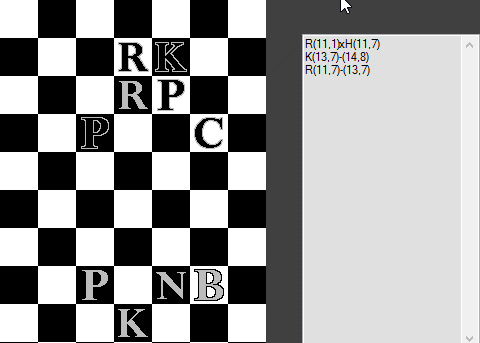 R K
R P
P C
P N B
K
R(11,1)xH(11,7)
K(13,7)-(14,8)
R(11,7)-(13,7)